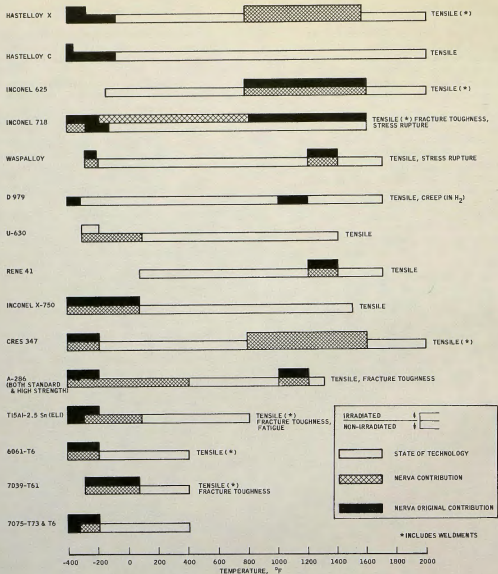 HASTELLOY X
TENSILE (*)
HASTELLOY C
TENSILE
INCONEL 625
TENSILE (*)
INCONEL 718
TENSILE (*) FRACTURE TOUGHNESS,
STRESS RUPTURE
WASPALLOY
TENSILE, STRESS RUPTURE
D 979
TENSILE, CREEP (IN H2)
U-630
TENSILE
RENE 41
TENSILE
INCONEL X-750
TENSILE
CRES 347
TENSILE (*)
A-286
(BOTH STANDARD
& HIGH STRENGTH)
TENSILE, FRACTURE TOUGHNESS
T15A1-2.5 Sn (ELI)
TENSILE (*)
FRACTURE TOUGHNESS,
FATIGUE
6061-T6
TENSILE (*)
7039-T61
TENSILE (*)
FRACTURE TOUGHNESS
7075-T73 & T6
IRRADIATED
NON-IRRADIATED
STATE OF TECHNOLOGY
NERVA CONTRIBUTION
NERVA ORIGINAL CONTRIBUTION
*INCLUDES WELDMENTS
-400 -200 0 200 400 600 800 1000 1200 1400 1600 1800 2000
TEMPERATURE, °F